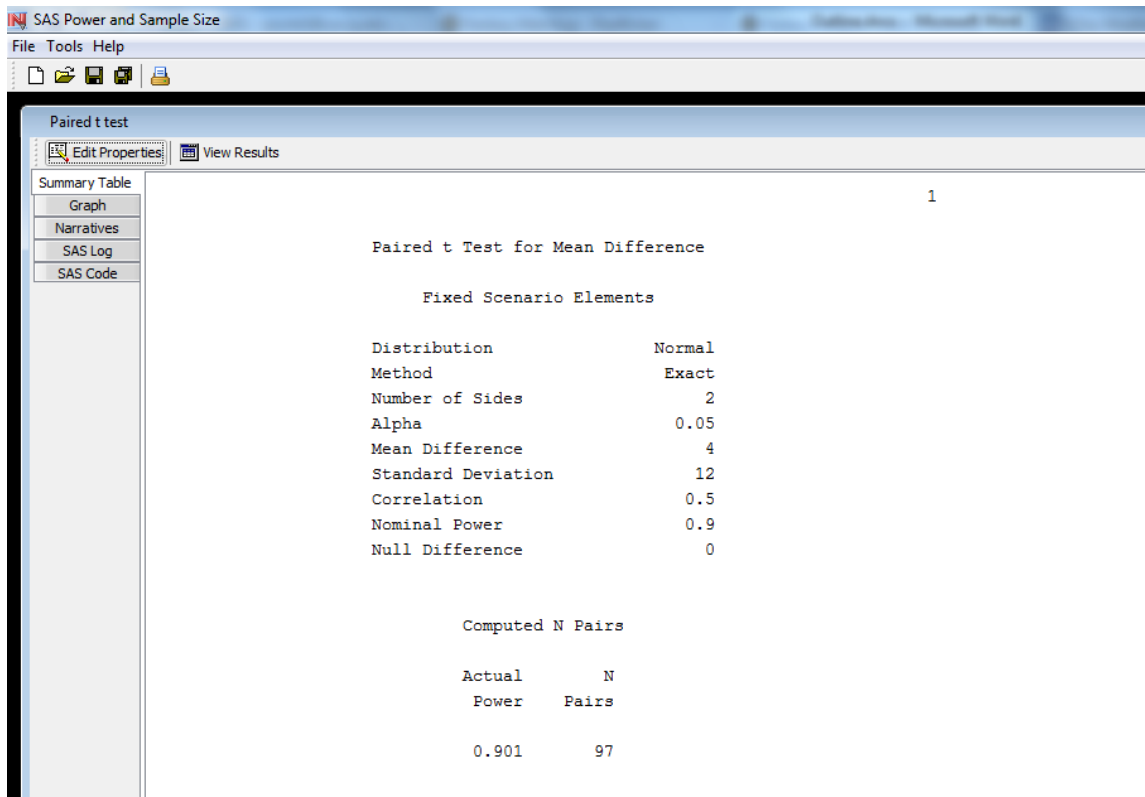 SAS Power and Sample Size
File Tools Help
Paired t test
Edit Properties View Results
Summary Table
Graph
Narratives
SAS Log
SAS Code
1
Paired t Test for Mean Difference
Fixed Scenario Elements
Distribution Normal
Method Exact
Number of Sides 2
Alpha 0.05
Mean Difference 4
Standard Deviation 12
Correlation 0.5
Nominal Power 0.9
Null Difference 0
Computed N Pairs
Actual N
Power Pairs
0.901 97